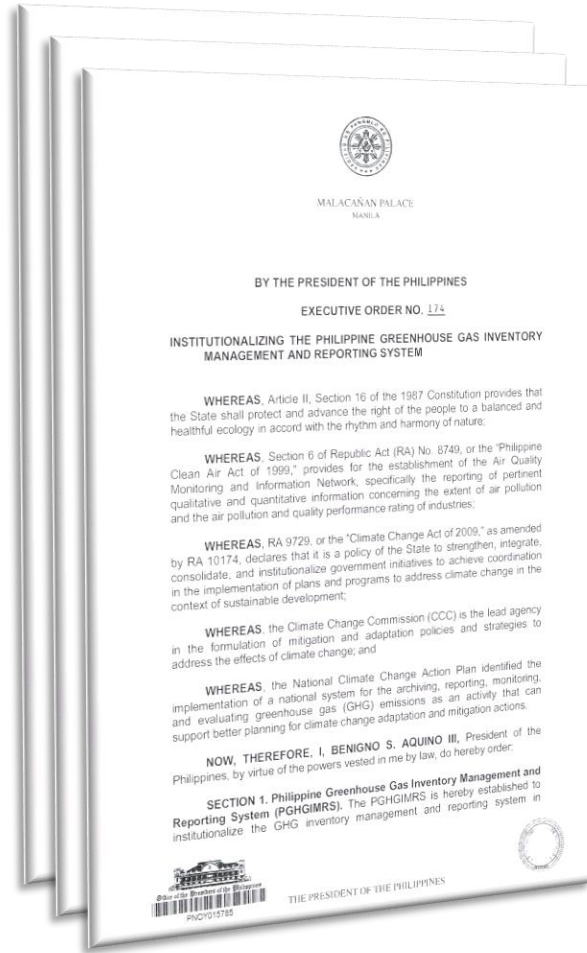 MALACAÑAN PALACE
MANILA
BY THE PRESIDENT OF THE PHILIPPINES
EXECUTIVE ORDER NO. 174
INSTITUTIONALIZING THE PHILIPPINE GREENHOUSE GAS INVENTORY
MANAGEMENT AND REPORTING SYSTEM
WHEREAS, Article II, Section 16 of the 1987 Constitution provides that
the State shall protect and advance the right of the people to a balanced and
healthful ecology in accord with the rhythm and harmony of nature;
WHEREAS, Section 6 of Republic Act (RA) No. 8749, or the "Philippine
Clean Air Act of 1999," provides for the establishment of the Air Quality
Monitoring and Information Network, specifically the reporting of pertinent
qualitative and quantitative information concerning the extent of air pollution
and the air pollution and quality performance rating of industries;
WHEREAS, RA 9729, or the "Climate Change Act of 2009," as amended
by RA 10174, declares that it is a policy of the State to strengthen, integrate,
consolidate, and institutionalize government initiatives to achieve coordination
in the implementation of plans and programs to address climate change in the
context of sustainable development;
WHEREAS, the Climate Change Commission (CCC) is the lead agency
in the formulation of mitigation and adaptation policies and strategies to
address the effects of climate change; and
WHEREAS, the National Climate Change Action Plan identified the
implementation of a national system for the archiving, reporting, monitoring,
and evaluating greenhouse gas (GHG) emissions as an activity that can
support better planning for climate change adaptation and mitigation actions.
NOW, THEREFORE, I, BENIGNO S. AQUINO III, President of the
Philippines, by virtue of the powers vested in me by law, do hereby order:
SECTION 1. Philippine Greenhouse Gas Inventory Management and
Reporting System (PGHGIMRS). The PGHGIMRS is hereby established to
institutionalize the GHG inventory management and reporting system in
Office of the President of the Philippines
PNOY015785
THE PRESIDENT OF THE PHILIPPINES